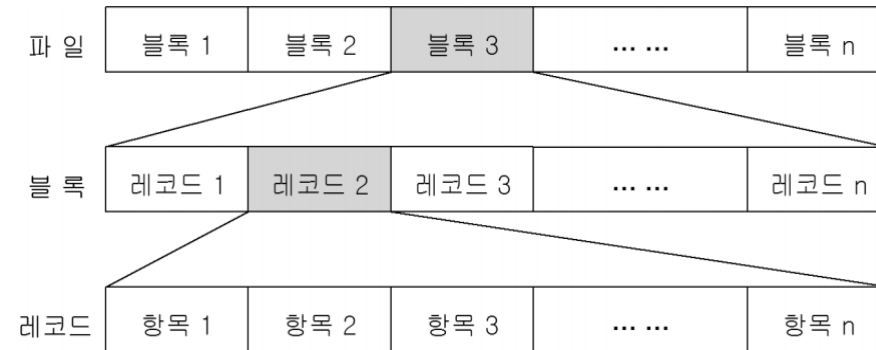 파 일 블록 1 블록 2 블록 3 ... ... 블록 n
블 록 레코드 1 레코드 2 레코드 3 ... ... 레코드 n
레코드 항목 1 항목 2 항목 3 ... ... 항목 n